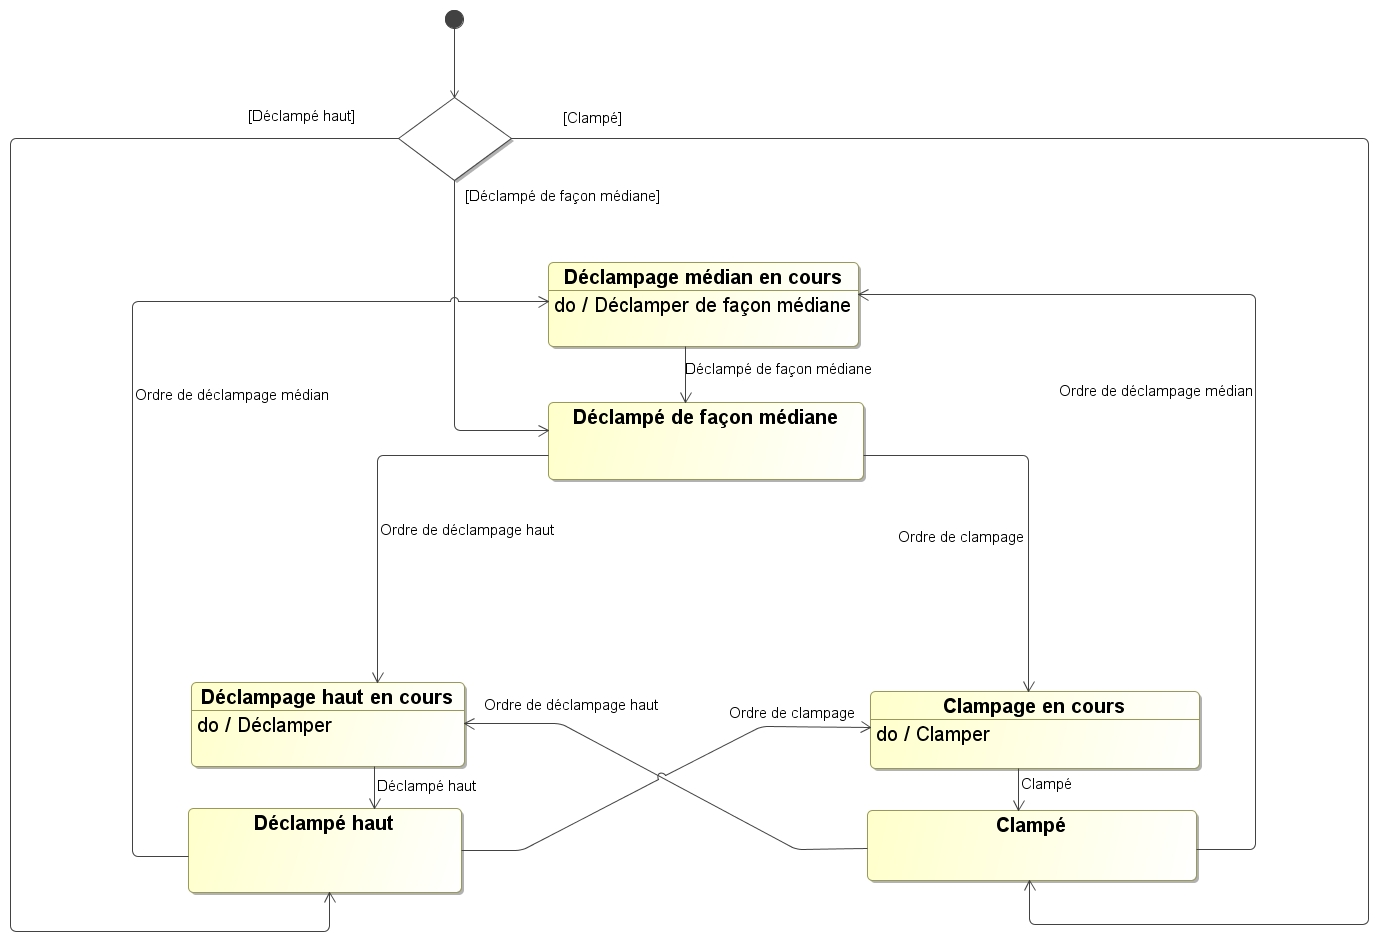 [Déclampé haut]
[Clampé]
[Déclampé de façon médiane]
Déclampage médian en cours
do / Déclamper de façon médiane
Déclampé de façon médiane
Ordre de déclampage médian
Ordre de déclampage médian
Déclampé de façon médiane
Ordre de déclampage haut
Ordre de clampage
Déclampage haut en cours
do / Déclamper
Ordre de déclampage haut
Ordre de clampage
Clampage en cours
do / Clamper
Déclampé haut
Clampé
Déclampé haut
Clampé